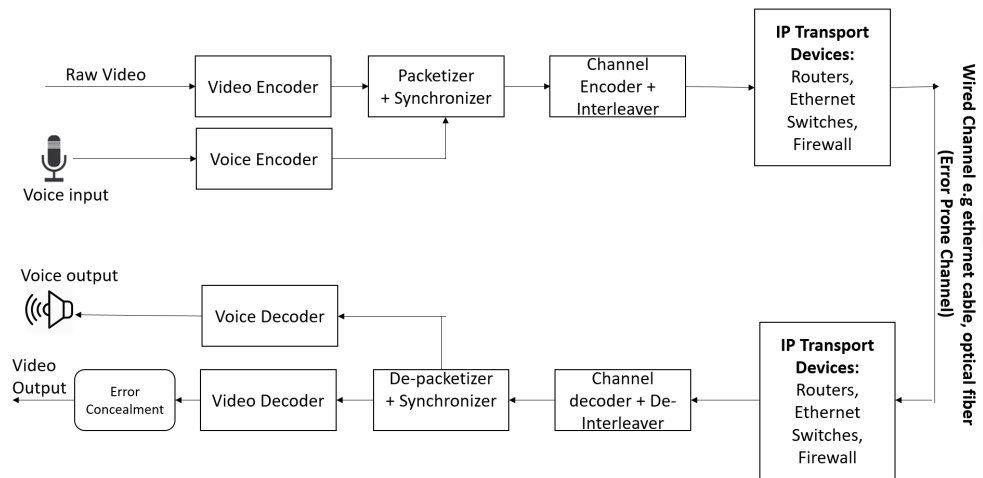 Raw Video
Video Encoder
Packetizer
+ Synchronizer
Channel
Encoder +
Interleaver
IP Transport
Devices:
Routers,
Ethernet
Switches,
Firewall
Voice Encoder
Voice input
Wired Channel e.g ethernet cable, optical fiber
(Error Prone Channel)
Voice output
Voice Decoder
Video
Output
Error
Concealment
Video Decoder
De-packetizer
+ Synchronizer
Channel
decoder + De-
Interleaver
IP Transport
Devices:
Routers,
Ethernet
Switches,
Firewall